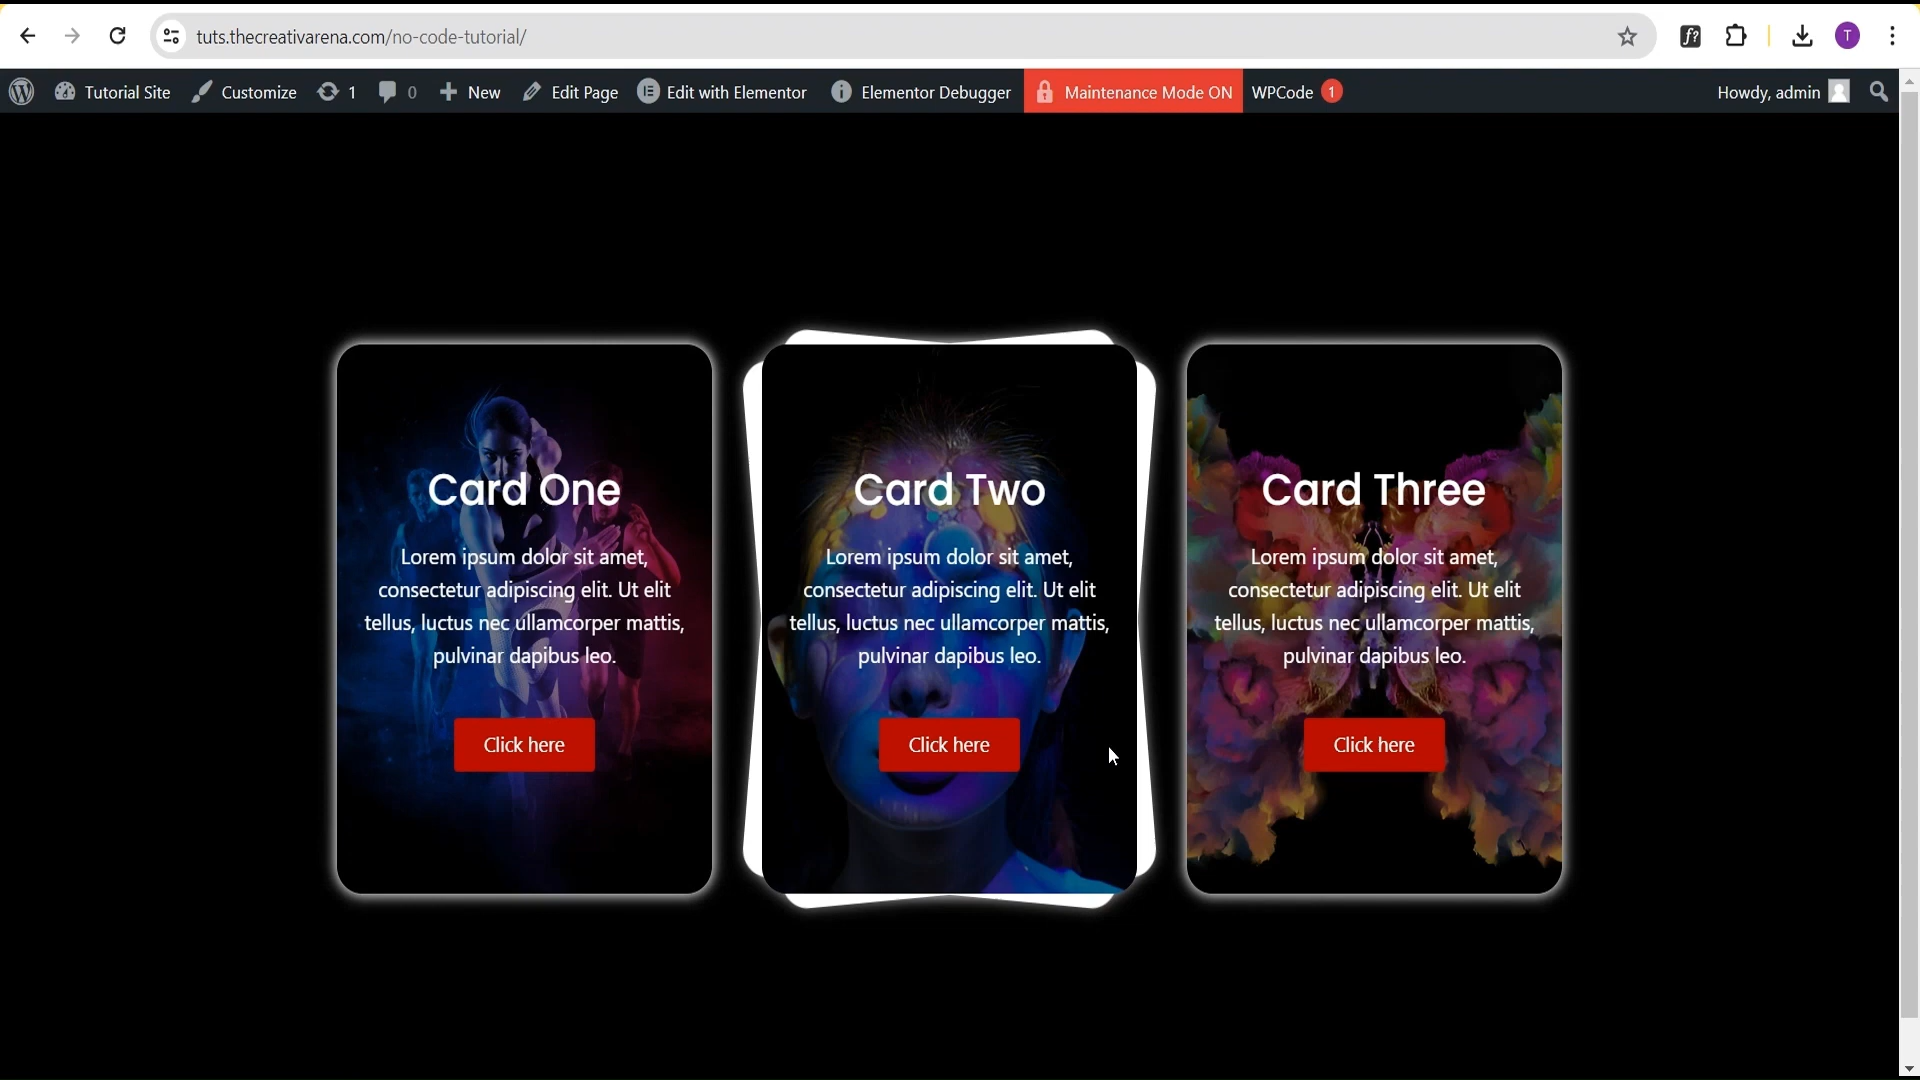 tuts.thecreativarena.com/no-code-tutorial/
T
Tutorial Site Customize 1 0 New Edit Page Edit with Elementor Elementor Debugger Maintenance Mode ON WPCode 1 Howdy, admin
Card One
Lorem ipsum dolor sit amet,
consectetur adipiscing elit. Ut elit
tellus, luctus nec ullamcorper mattis,
pulvinar dapibus leo.
Click here
Card Two
Lorem ipsum dolor sit amet,
consectetur adipiscing elit. Ut elit
tellus, luctus nec ullamcorper mattis,
pulvinar dapibus leo.
Click here
Card Three
Lorem ipsum dolor sit amet,
consectetur adipiscing elit. Ut elit
tellus, luctus nec ullamcorper mattis,
pulvinar dapibus leo.
Click here